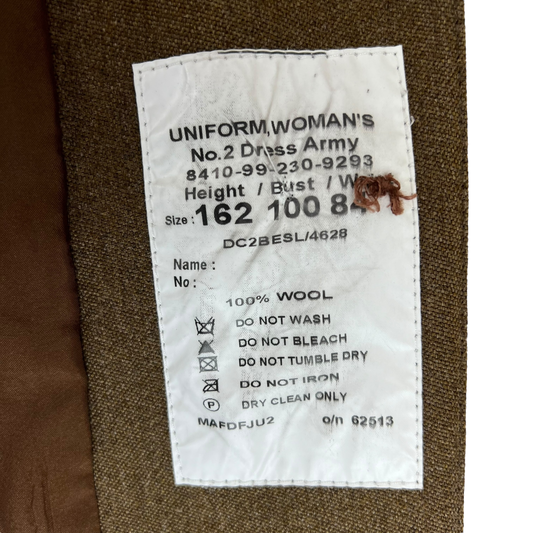 UNIFORM,WOMAN'S
No.2 Dress Army
8410-99-230-9293
Height / Bust /
Size : 162 100 84
DC2BESL/4628
Name :
No :
100% WOOL
DO NOT WASH
DO NOT BLEACH
DO NOT TUMBLE DRY
DO NOT IRON
P DRY CLEAN ONLY
MAFDFJU2 o/n 62513